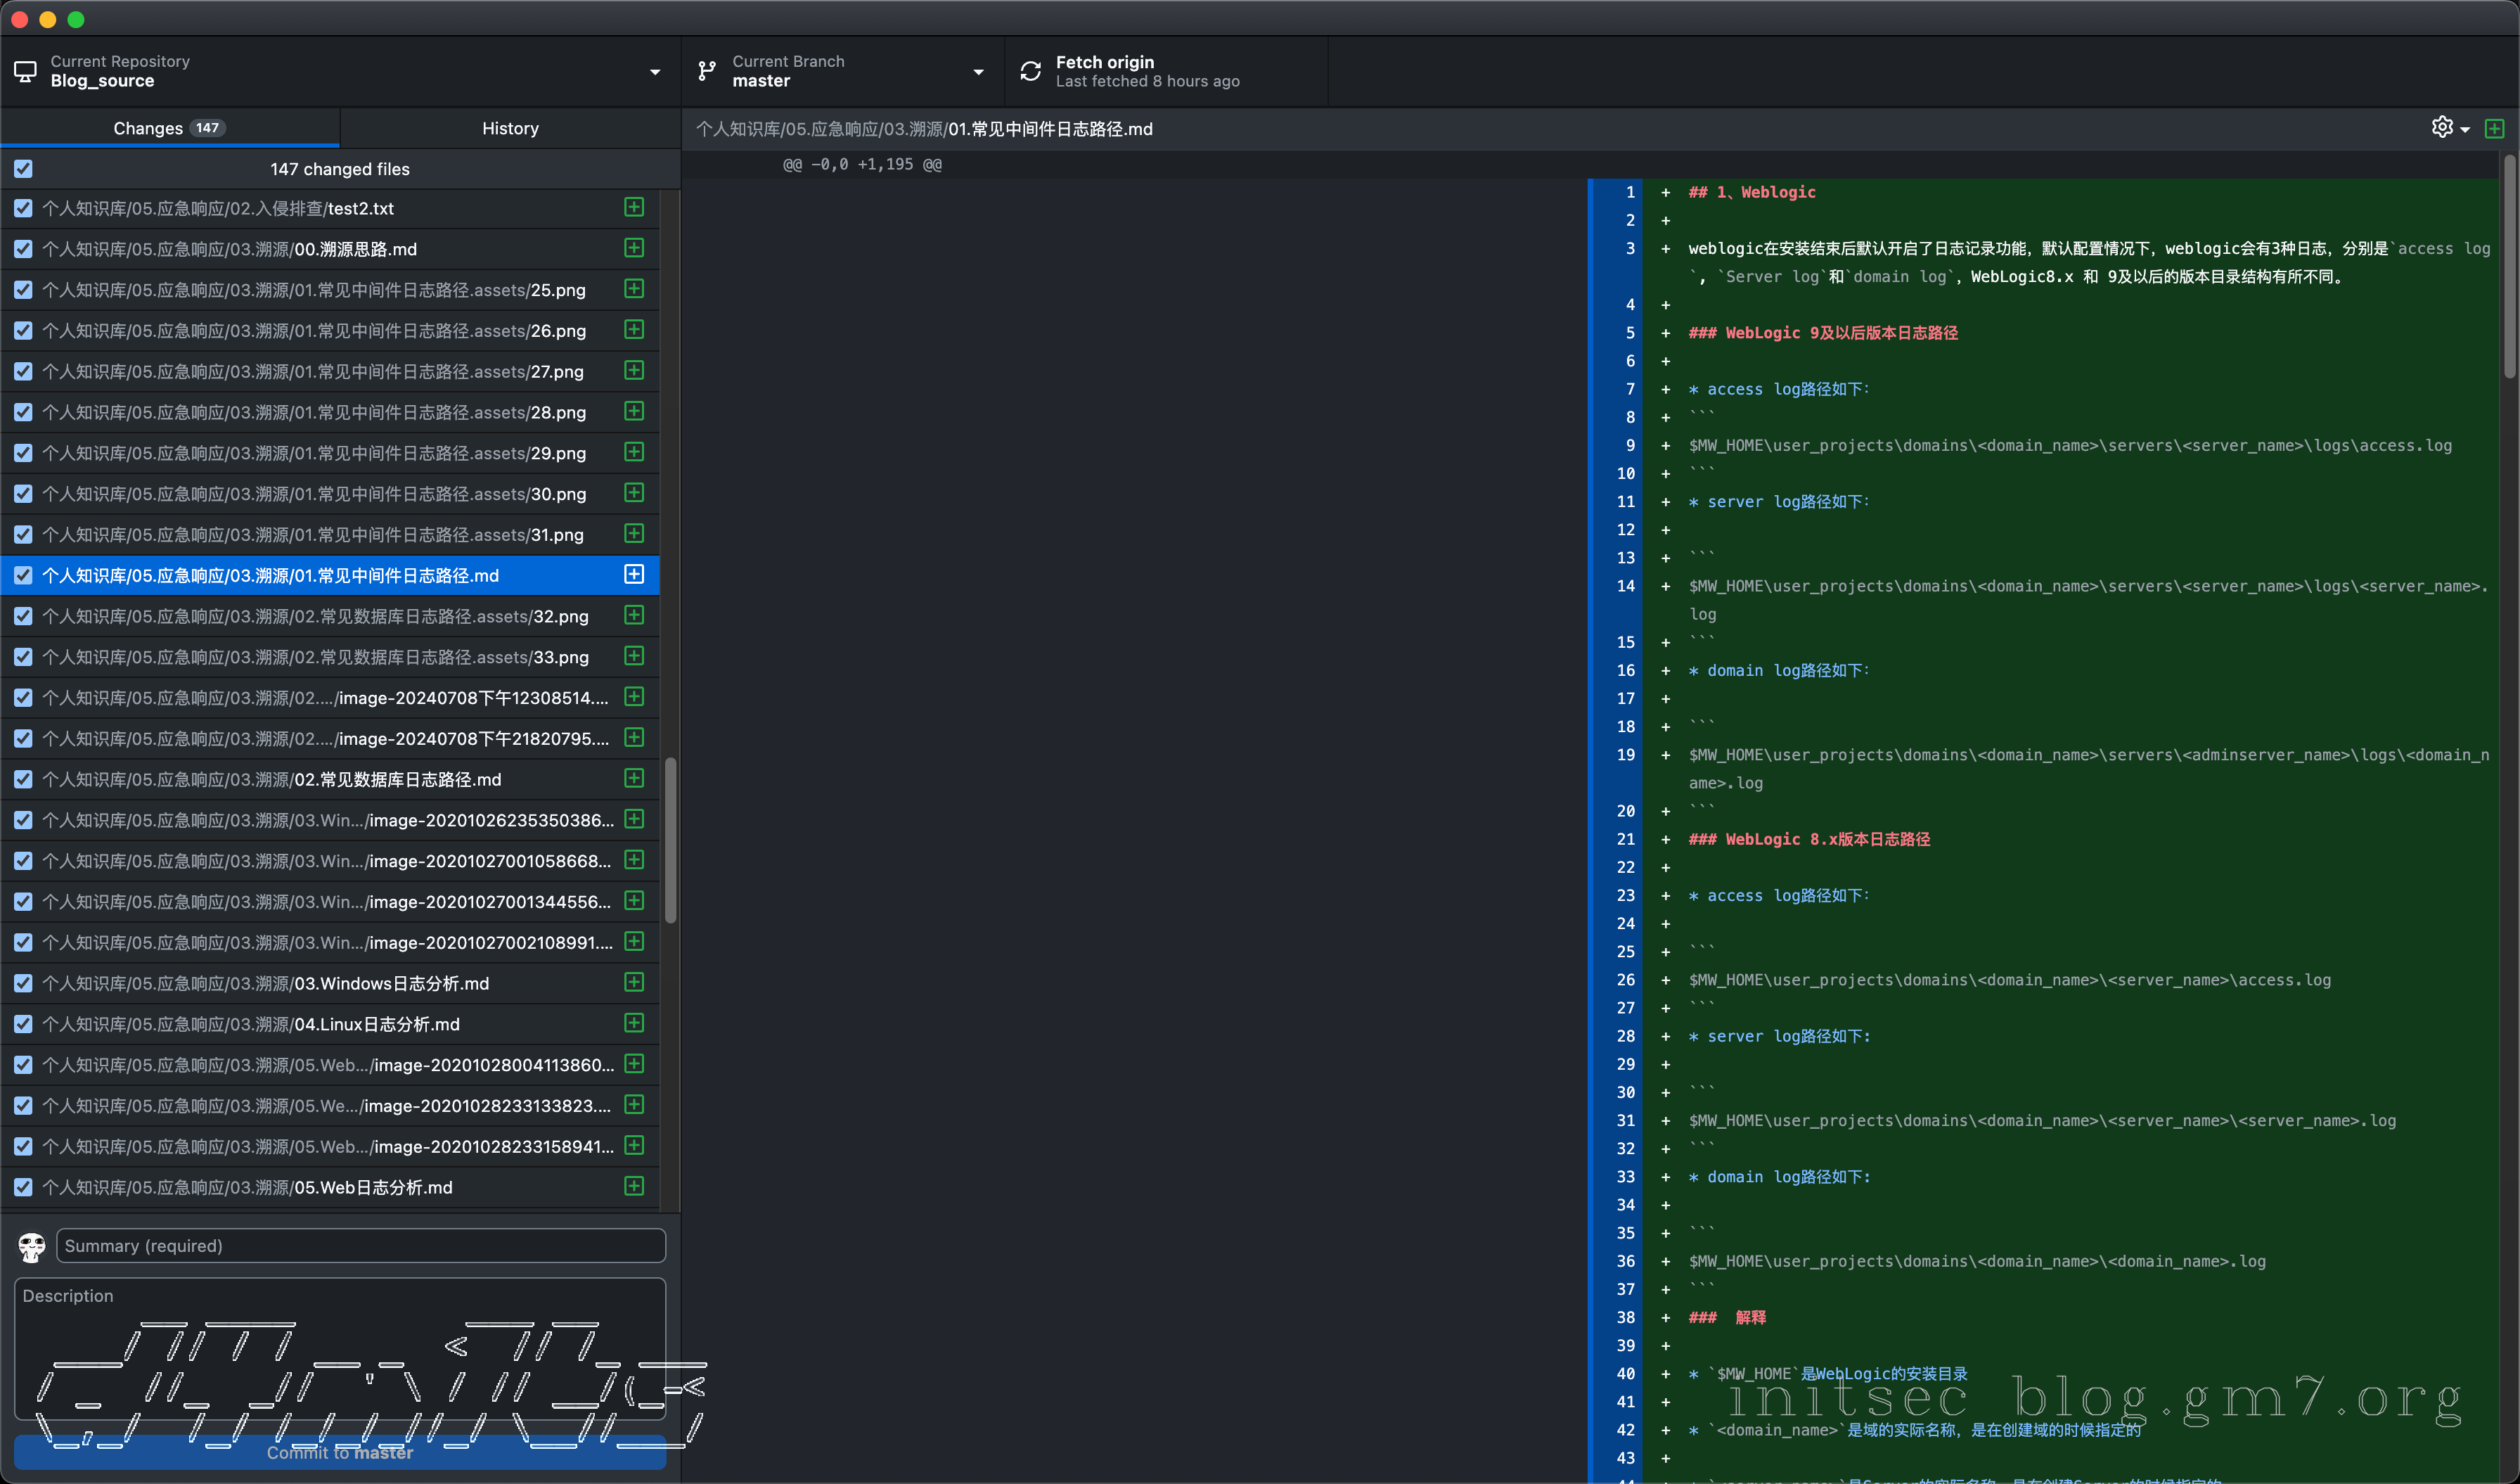 Current Repository
Blog_source
Current Branch
master
Fetch origin
Last fetched 8 hours ago
Changes 147
History
147 changed files
个人知识库/05.应急响应/02.入侵排查/test2.txt
个人知识库/05.应急响应/03.溯源/00.溯源思路.md
个人知识库/05.应急响应/03.溯源/01.常见中间件日志路径.assets/25.png
个人知识库/05.应急响应/03.溯源/01.常见中间件日志路径.assets/26.png
个人知识库/05.应急响应/03.溯源/01.常见中间件日志路径.assets/27.png
个人知识库/05.应急响应/03.溯源/01.常见中间件日志路径.assets/28.png
个人知识库/05.应急响应/03.溯源/01.常见中间件日志路径.assets/29.png
个人知识库/05.应急响应/03.溯源/01.常见中间件日志路径.assets/30.png
个人知识库/05.应急响应/03.溯源/01.常见中间件日志路径.assets/31.png
个人知识库/05.应急响应/03.溯源/01.常见中间件日志路径.md
个人知识库/05.应急响应/03.溯源/02.常见数据库日志路径.assets/32.png
个人知识库/05.应急响应/03.溯源/02.常见数据库日志路径.assets/33.png
个人知识库/05.应急响应/03.溯源/02..../image-20240708下午12308514....
个人知识库/05.应急响应/03.溯源/02..../image-20240708下午21820795....
个人知识库/05.应急响应/03.溯源/02.常见数据库日志路径.md
个人知识库/05.应急响应/03.溯源/03.Win.../image-20201026235350386...
个人知识库/05.应急响应/03.溯源/03.Win.../image-20201027001058668...
个人知识库/05.应急响应/03.溯源/03.Win.../image-20201027001344556...
个人知识库/05.应急响应/03.溯源/03.Win.../image-20201027002108991....
个人知识库/05.应急响应/03.溯源/03.Windows日志分析.md
个人知识库/05.应急响应/03.溯源/04.Linux日志分析.md
个人知识库/05.应急响应/03.溯源/05.Web.../image-20201028004113860...
个人知识库/05.应急响应/03.溯源/05.We.../image-20201028233133823....
个人知识库/05.应急响应/03.溯源/05.Web.../image-20201028233158941...
个人知识库/05.应急响应/03.溯源/05.Web日志分析.md
Summary (required)
Description
Commit to master
个人知识库/05.应急响应/03.溯源/01.常见中间件日志路径.md
@@ -0,0 +1,195 @@
1 + ## 1、Weblogic
2 +
3 + weblogic在安装结束后默认开启了日志记录功能，默认配置情况下，weblogic会有3种日志，分别是`access log
`, `Server log`和`domain log`，WebLogic8.x 和 9及以后的版本目录结构有所不同。
4 +
5 + ### WebLogic 9及以后版本日志路径
6 +
7 + * access log路径如下：
8 + ```
9 + $MW_HOME\user_projects\domains\<domain_name>\servers\<server_name>\logs\access.log
10 + ```
11 + * server log路径如下：
12 +
13 + ```
14 + $MW_HOME\user_projects\domains\<domain_name>\servers\<server_name>\logs\<server_name>.
log
15 + ```
16 + * domain log路径如下：
17 +
18 + ```
19 + $MW_HOME\user_projects\domains\<domain_name>\servers\<adminserver_name>\logs\<domain_n
ame>.log
20 + ```
21 + ### WebLogic 8.x版本日志路径
22 +
23 + * access log路径如下：
24 +
25 + ```
26 + $MW_HOME\user_projects\domains\<domain_name>\<server_name>\access.log
27 + ```
28 + * server log路径如下:
29 +
30 + ```
31 + $MW_HOME\user_projects\domains\<domain_name>\<server_name>\<server_name>.log
32 + ```
33 + * domain log路径如下:
34 +
35 + ```
36 + $MW_HOME\user_projects\domains\<domain_name>\<domain_name>.log
37 + ```
38 + ###  解释
39 +
40 + * `$MW_HOME`是WebLogic的安装目录
41 +
42 + * `<domain_name>`是域的实际名称，是在创建域的时候指定的
43 +
initsec blog.gm7.org